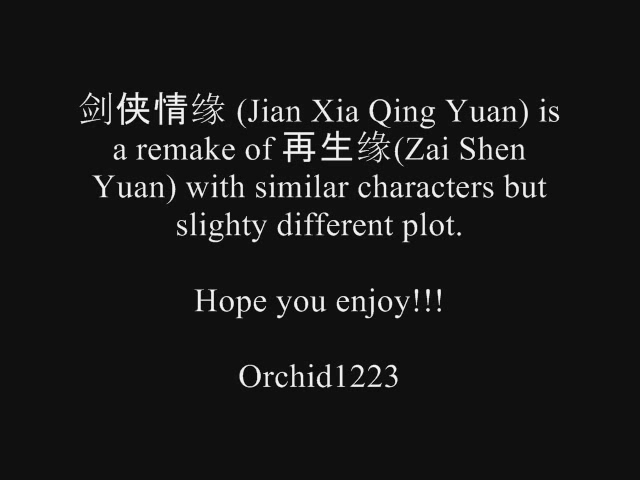 剑侠情缘 (Jian Xia Qing Yuan) is
a remake of 再生缘(Zai Shen
Yuan) with similar characters but
slighty different plot.
Hope you enjoy!!!
Orchid1223